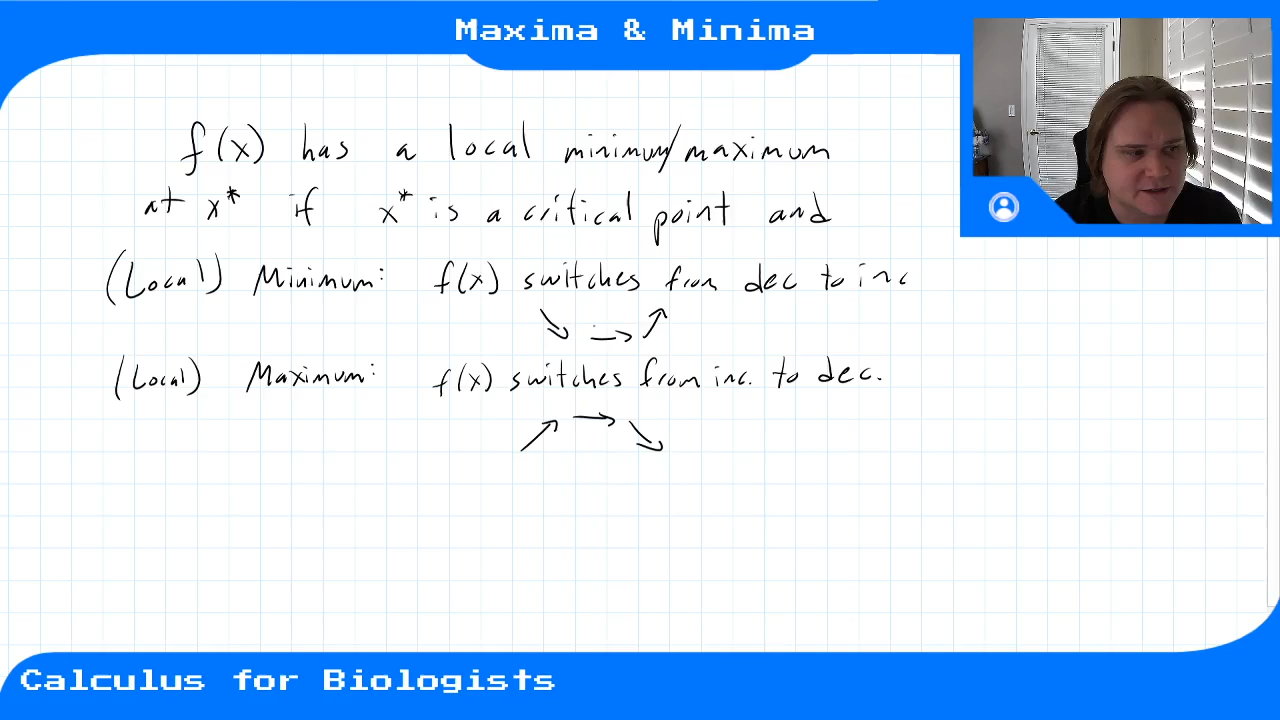 Maxima & Minima
f(x) has a local minimum/maximum
at x* if x* is a critical point and
(Local) Minimum: f(x) switches from dec to inc
(Local) Maximum: f(x) switches from inc. to dec.
Calculus for Biologists